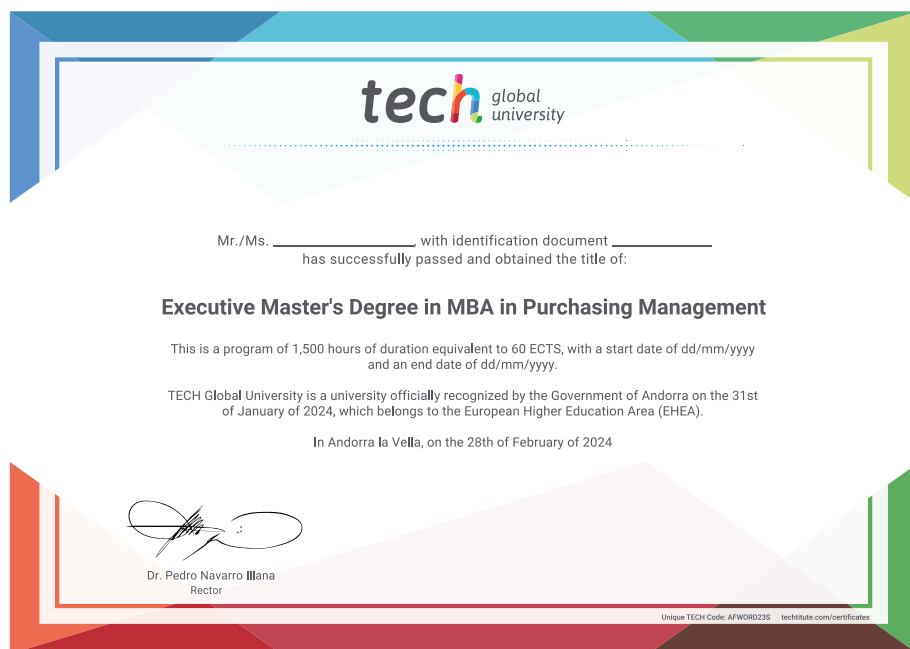 tech global
university
Mr./Ms. ____________, with identification document ____________
has successfully passed and obtained the title of:
Executive Master's Degree in MBA in Purchasing Management
This is a program of 1,500 hours of duration equivalent to 60 ECTS, with a start date of dd/mm/yyyy
and an end date of dd/mm/yyyy.
TECH Global University is a university officially recognized by the Government of Andorra on the 31st
of January of 2024, which belongs to the European Higher Education Area (EHEA).
In Andorra la Vella, on the 28th of February of 2024
Dr. Pedro Navarro Illana
Rector
Unique TECH Code: AFWORD23S techtitute.com/certificates